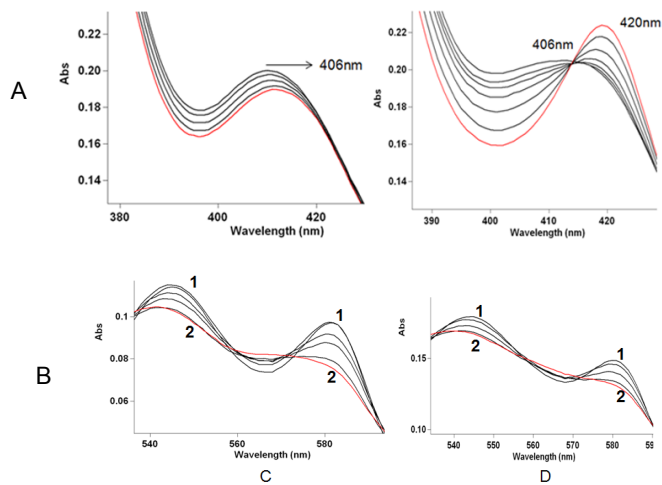 A
Abs
0.22
0.20
0.18
0.16
0.14
406nm
380
400
420
Wavelength (nm)
Abs
0.22
0.20
0.18
0.16
0.14
406nm
420nm
390
400
410
420
Wavelength (nm)
B
Abs
0.1
0.08
0.06
1
2
1
2
540
560
580
Wavelength (nm)
C
Abs
0.15
0.10
1
2
1
2
540
550
560
570
580
59
Wavelength (nm)
D